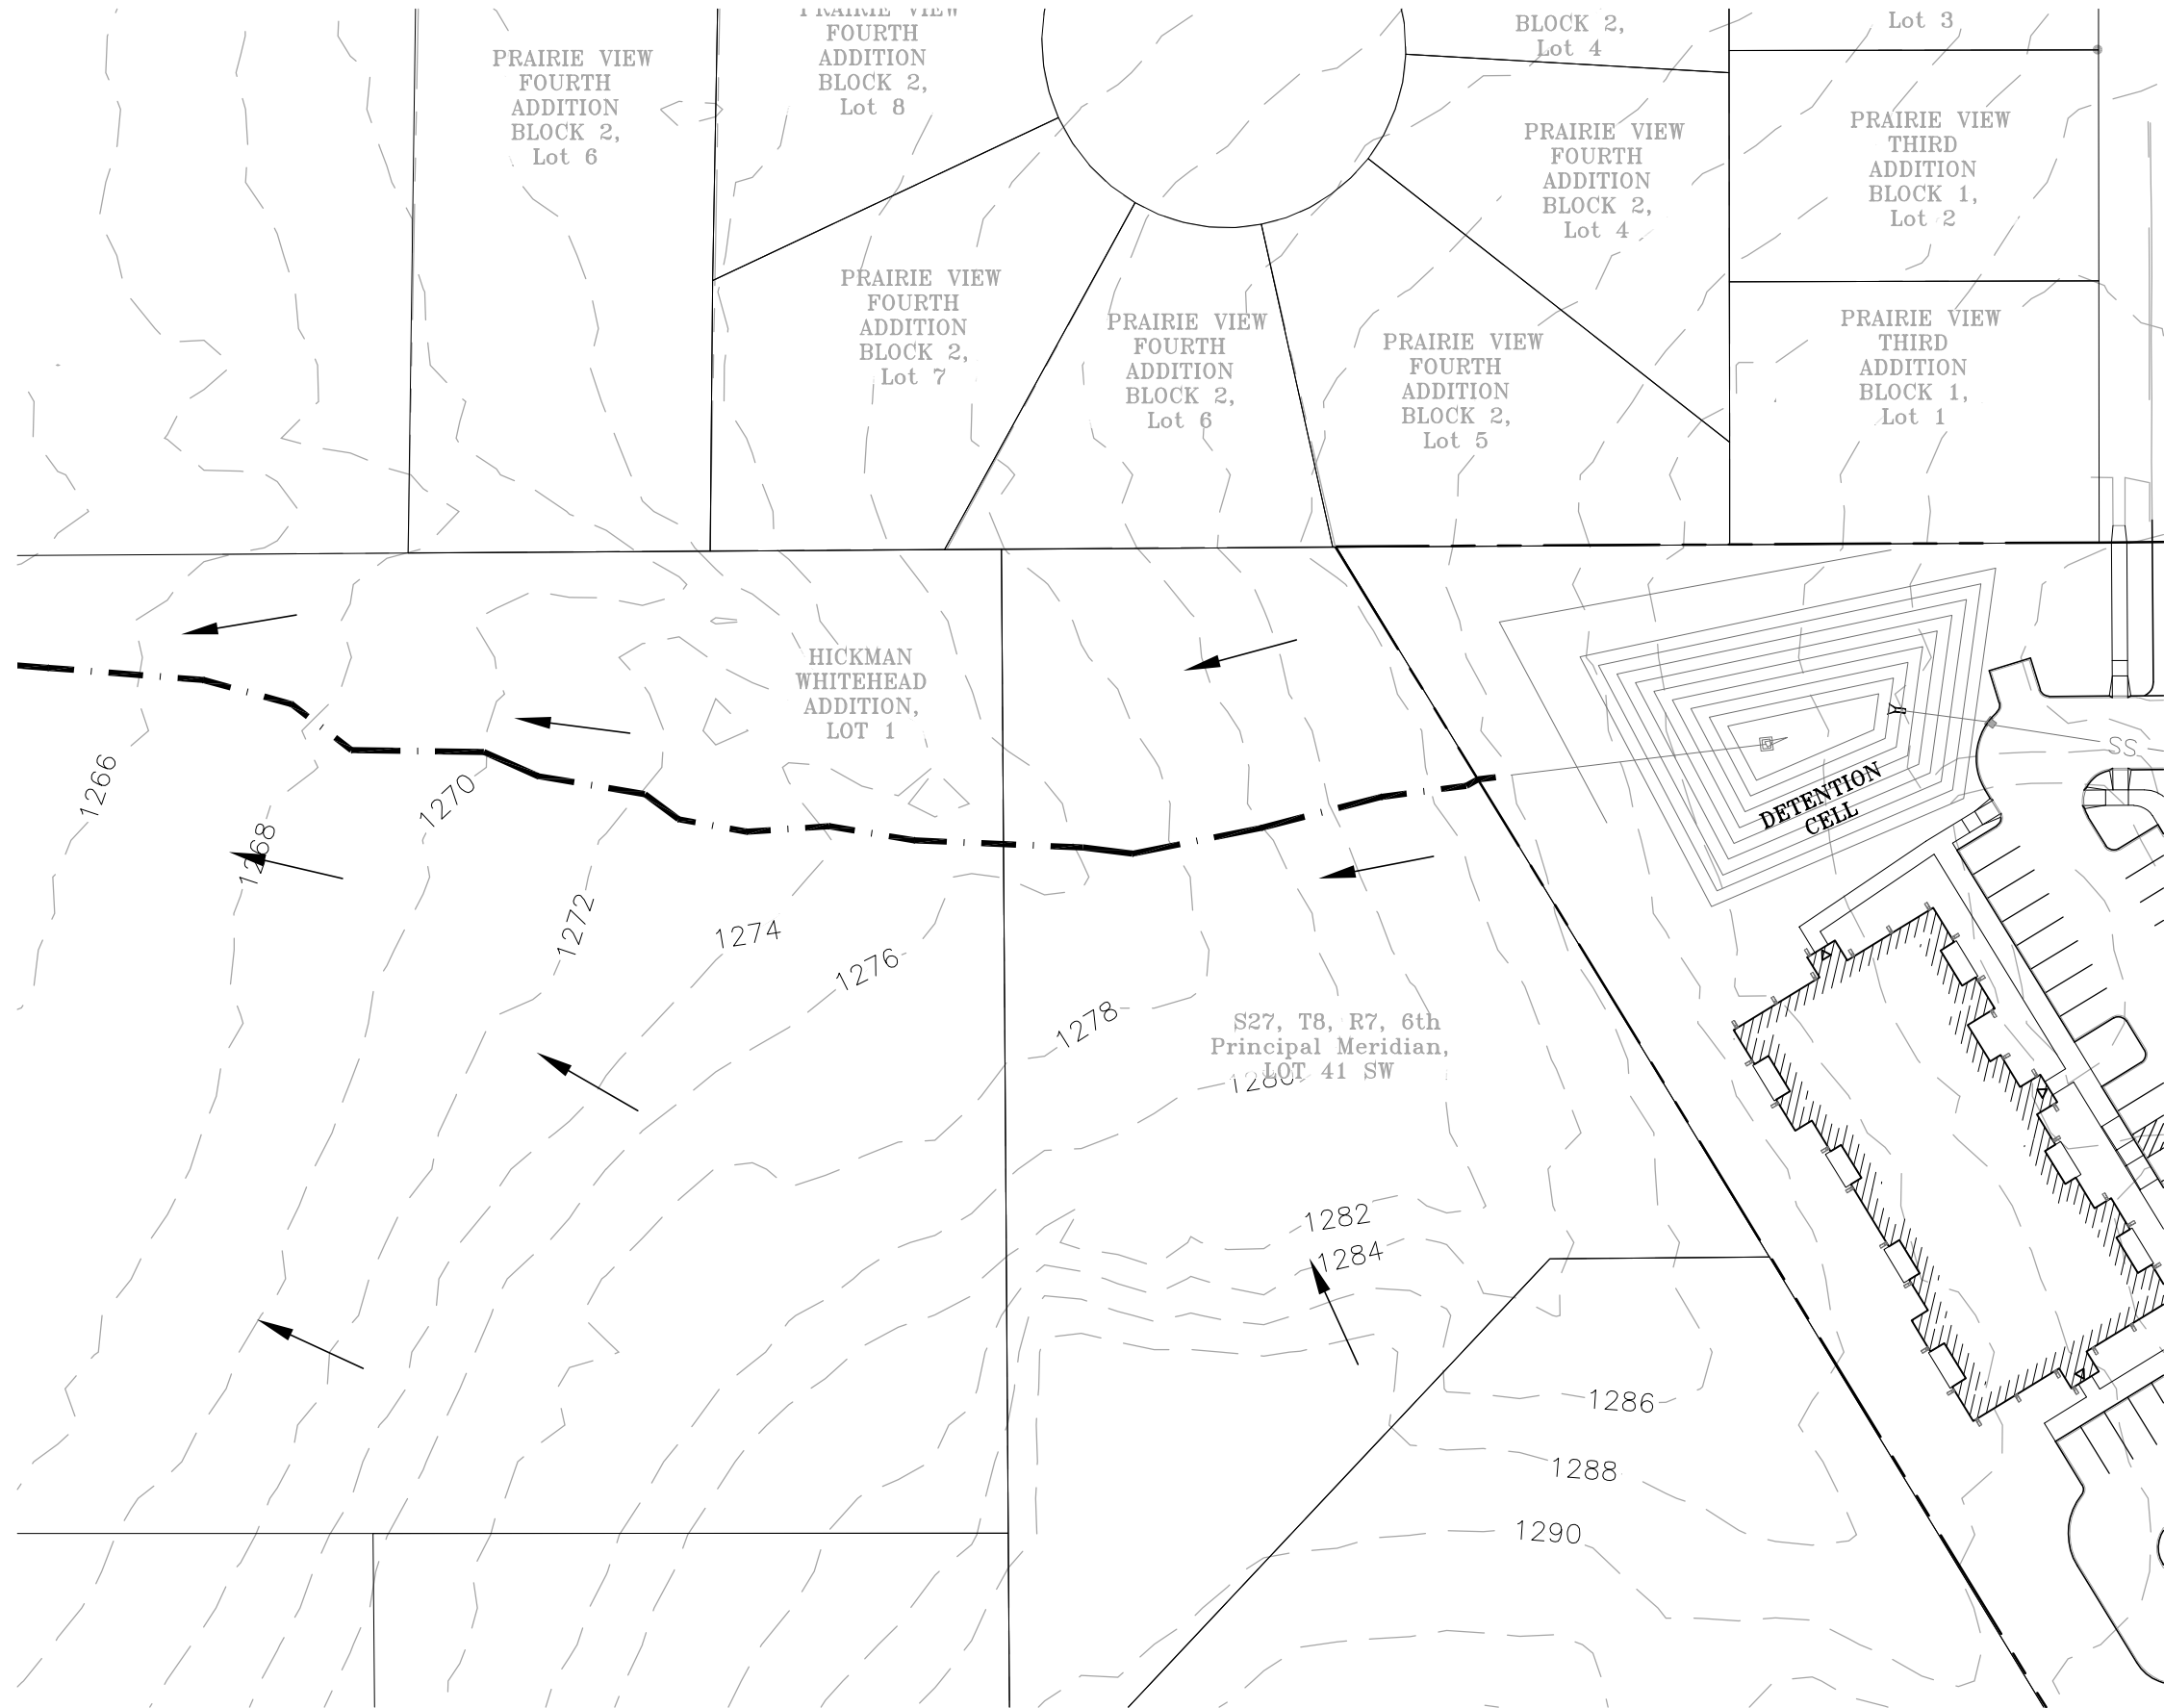 PRAIRIE VIEW
FOURTH
ADDITION
BLOCK 2,
Lot 6
PRAIRIE VIEW
FOURTH
ADDITION
BLOCK 2,
Lot 8
BLOCK 2,
Lot 4
Lot 3
PRAIRIE VIEW
FOURTH
ADDITION
BLOCK 2,
Lot 4
PRAIRIE VIEW
THIRD
ADDITION
BLOCK 1,
Lot 2
PRAIRIE VIEW
FOURTH
ADDITION
BLOCK 2,
Lot 7
PRAIRIE VIEW
FOURTH
ADDITION
BLOCK 2,
Lot 6
PRAIRIE VIEW
FOURTH
ADDITION
BLOCK 2,
Lot 5
PRAIRIE VIEW
THIRD
ADDITION
BLOCK 1,
Lot 1
HICKMAN
WHITEHEAD
ADDITION,
LOT 1
SS
DETENTION
CELL
1266
1268
1270
1272
1274
1276
1278
S27, T8, R7, 6th
Principal Meridian,
LOT 41 SW
1280
1282
1284
1286
1288
1290